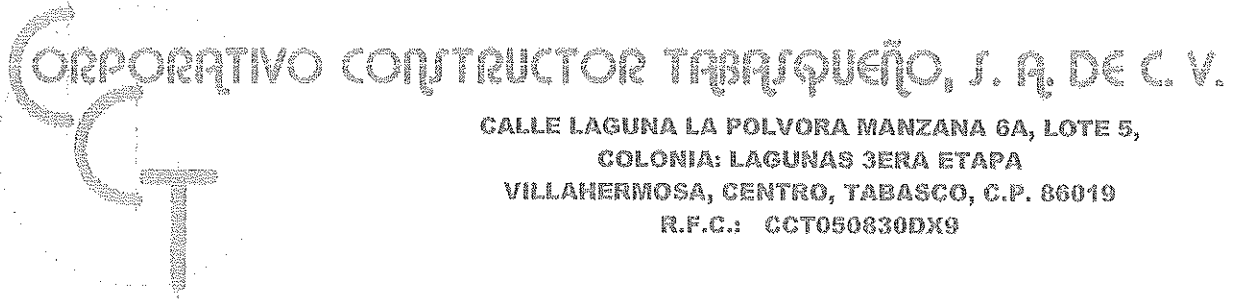 CORPORATIVO CONSTRUCTOR TABASQUEÑO, S. A. DE C. V.
CALLE LAGUNA LA POLVORA MANZANA 6A, LOTE 5,
COLONIA: LAGUNAS 3ERA ETAPA
VILLAHERMOSA, CENTRO, TABASCO, C.P. 86019
R.F.C.: CCT050830DX9